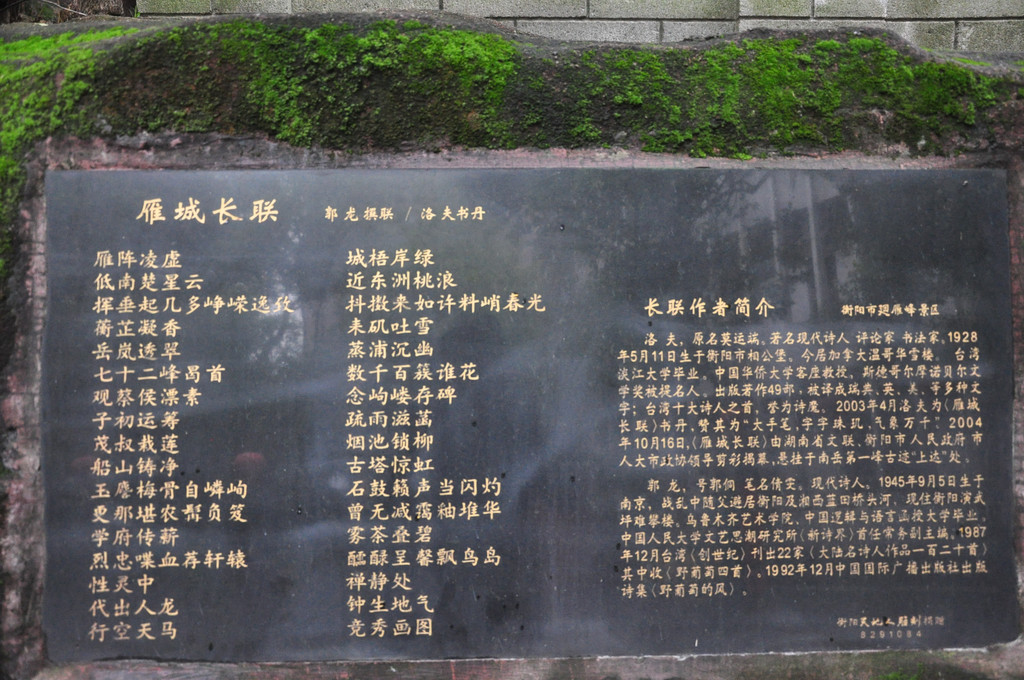 雁城长联 郭龙撰联 / 洛夫书丹
雁阵凌虚
低南楚星云
挥垂起几多峥嵘逸攽
蘅芷凝香
岳岚透翠
七十二峰曷首
观蔡侯漂素
子初运筹
茂叔栽莲
船山铸净
玉麐梅骨自嶙峋
更那堪农帮负笈
学府传薪
烈忠喋血荐轩辕
性灵中
代出人龙
行空天马
城梧岸绿
近东洲桃浪
抖擞来如许料峭春光
耒矶吐雪
蒸浦沉幽
数千百簇谁花
念岣嵝存碑
疏雨滋菡
烟池锁柳
古塔惊虹
石鼓籁声当闪灼
曾无减霭釉堆华
雾茶叠碧
醽醁呈馨飘鸟岛
禅静处
钟生地气
竞秀画图
长联作者简介 衡阳市廻雁峰景区
洛夫，原名莫运端。著名现代诗人 评论家 书法家。1928
年5月11日生于衡阳市相公堡。今居加拿大温哥华雪楼。台湾
淡江大学毕业。中国华侨大学客座教授。斯德哥尔摩诺贝尔文
学奖被提名人。出版著作49部，被译成瑞典、英、美、等多种文
字；台湾十大诗人之首，誉为诗魔。2003年4月洛夫为《雁城
长联》书丹，赞其为“大手笔，字字珠玑，气象万千”。2004
年10月16日，《雁城长联》由湖南省文联、衡阳市人民政府 市
人大市政协领导剪彩揭幕，悬挂于南岳第一峰古迹“上达”处。
郭龙，号郭侗 笔名倩安。现代诗人。1945年9月5日生于
南京，战乱中随父避居衡阳及湘西蓝田桥头河。现住衡阳演武
坪难攀楼。乌鲁木齐艺术学院，中国逻辑与语言函授大学毕业。
中国人民大学文艺思潮研究所《新诗界》首任常务副主编。1987
年12月台湾《创世纪》刊出22家《大陆名诗人作品一百二十首》
其中收《野葡萄四首》。1992年12月中国国际广播出版社出版
诗集《野葡萄的风》。
衡阳天地人雕刻捐赠
8291084